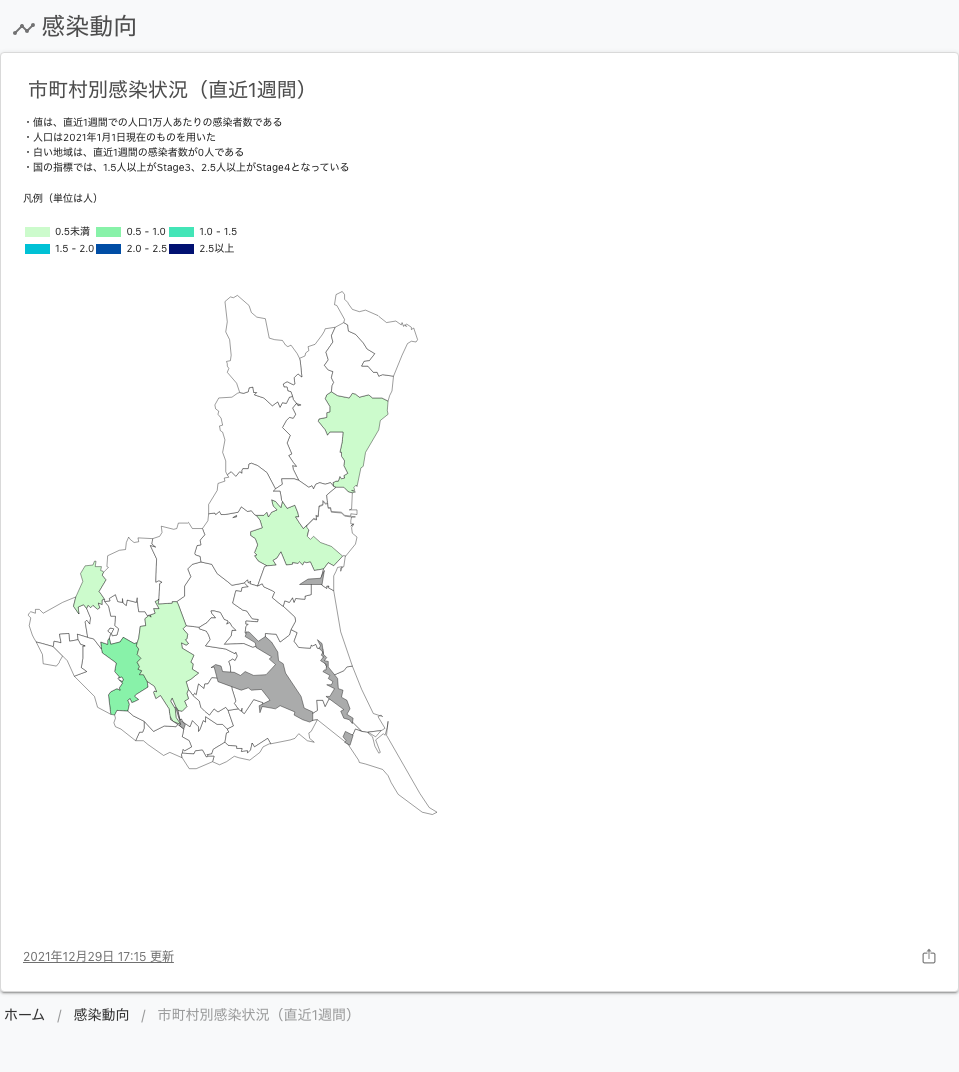 感染動向
市町村別感染状況（直近1週間）
・値は、直近1週間での人口1万人あたりの感染者数である
・人口は2021年1月1日現在のものを用いた
・白い地域は、直近1週間の感染者数が0人である
・国の指標では、1.5人以上がStage3、2.5人以上がStage4となっている
凡例（単位は人）
0.5未満 0.5 - 1.0 1.0 - 1.5
1.5 - 2.0 2.0 - 2.5 2.5以上
2021年12月29日 17:15 更新
ホーム / 感染動向 / 市町村別感染状況（直近1週間）